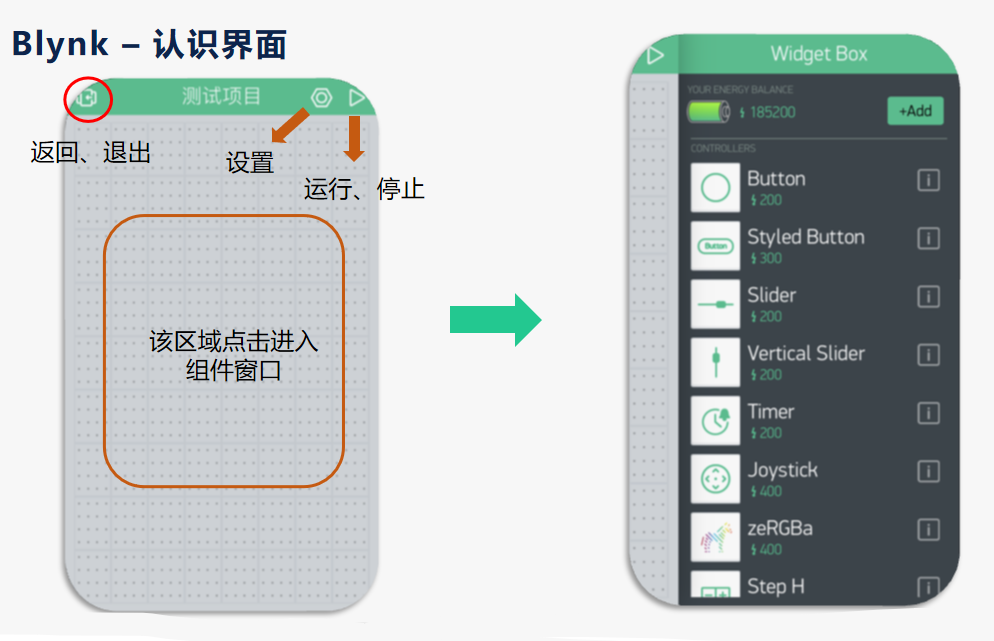 Blynk – 认识界面
测试项目
返回、退出
设置
运行、停止
该区域点击进入
组件窗口
Widget Box
YOUR ENERGY BALANCE
185200
+Add
CONTROLLERS
Button
200
Styled Button
300
Button
Slider
200
Vertical Slider
200
Timer
200
Joystick
400
zeRGBa
400
Step H